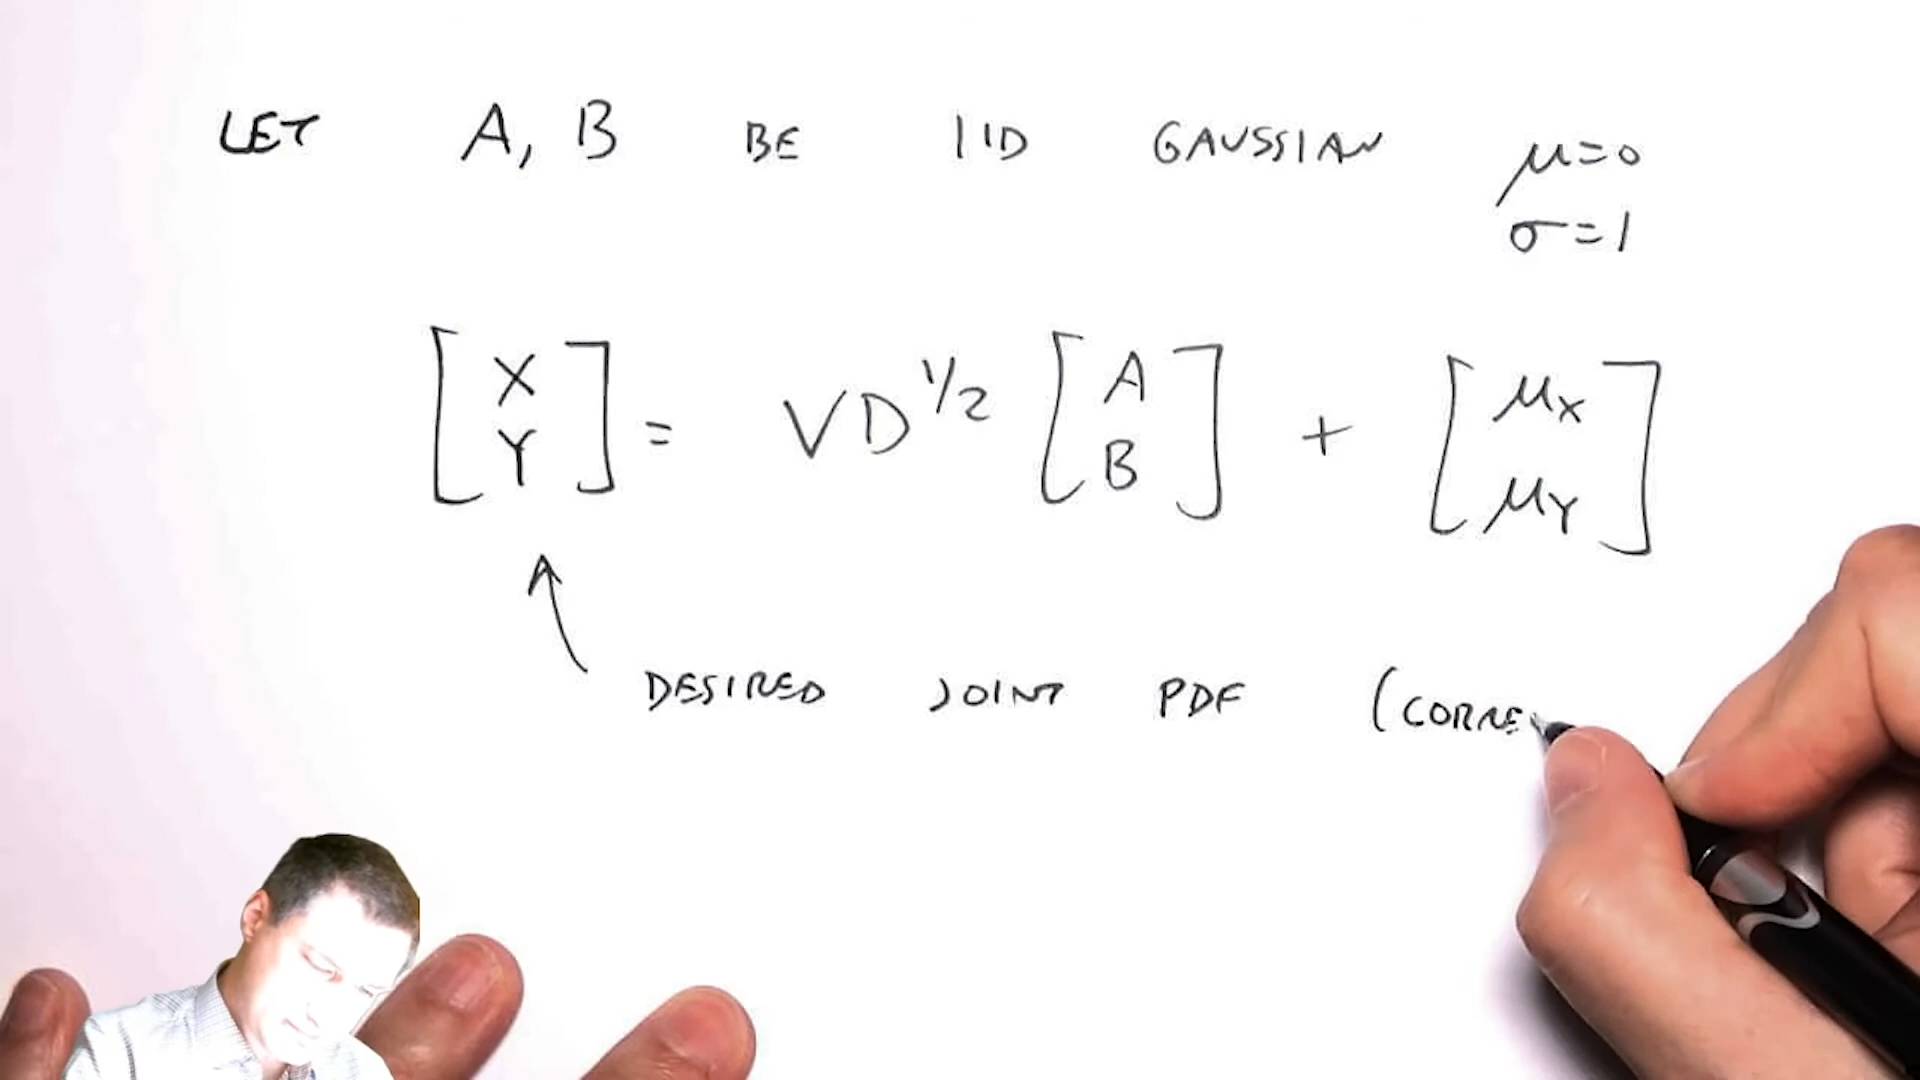 LET A, B BE IID GAUSSIAN μ=0
σ=1
[X Y] = VD^1/2 [A B] + [μX μY]
DESIRED JOINT PDF (CORRE